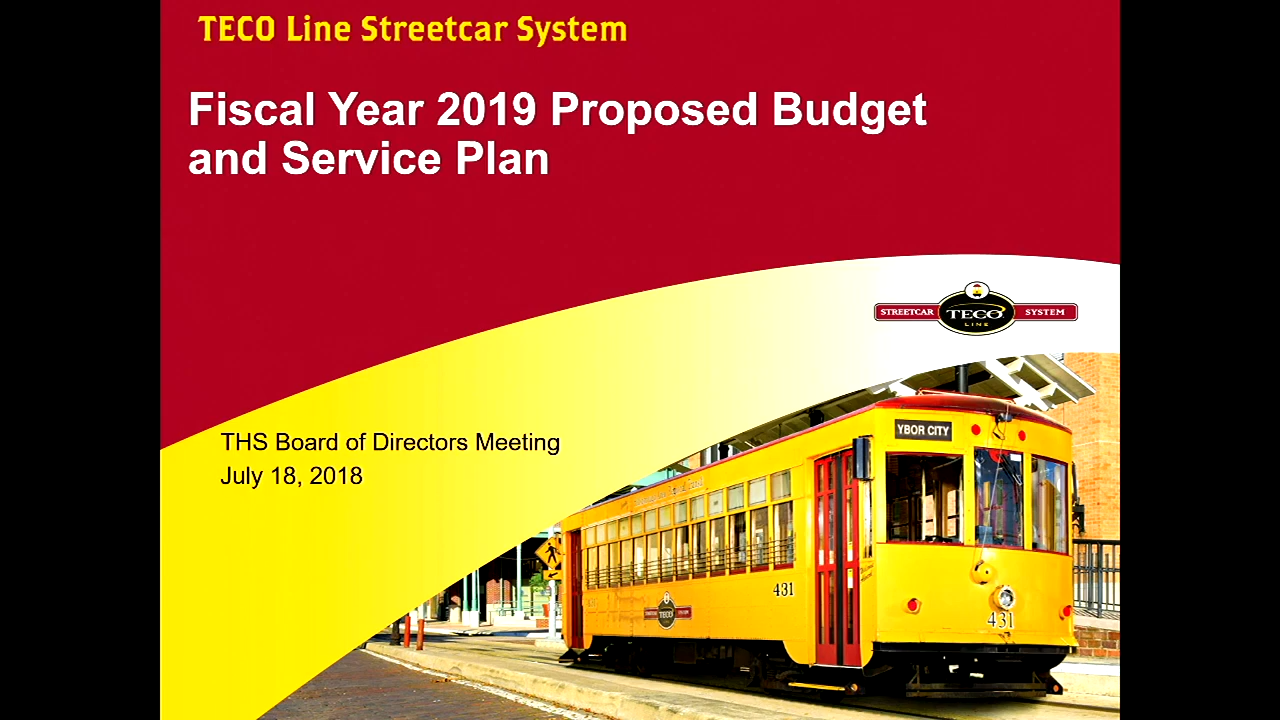 TECO Line Streetcar System
Fiscal Year 2019 Proposed Budget
and Service Plan
STREETCAR TECO SYSTEM
LINE
THS Board of Directors Meeting
July 18, 2018
YBOR CITY
431
TECO
431